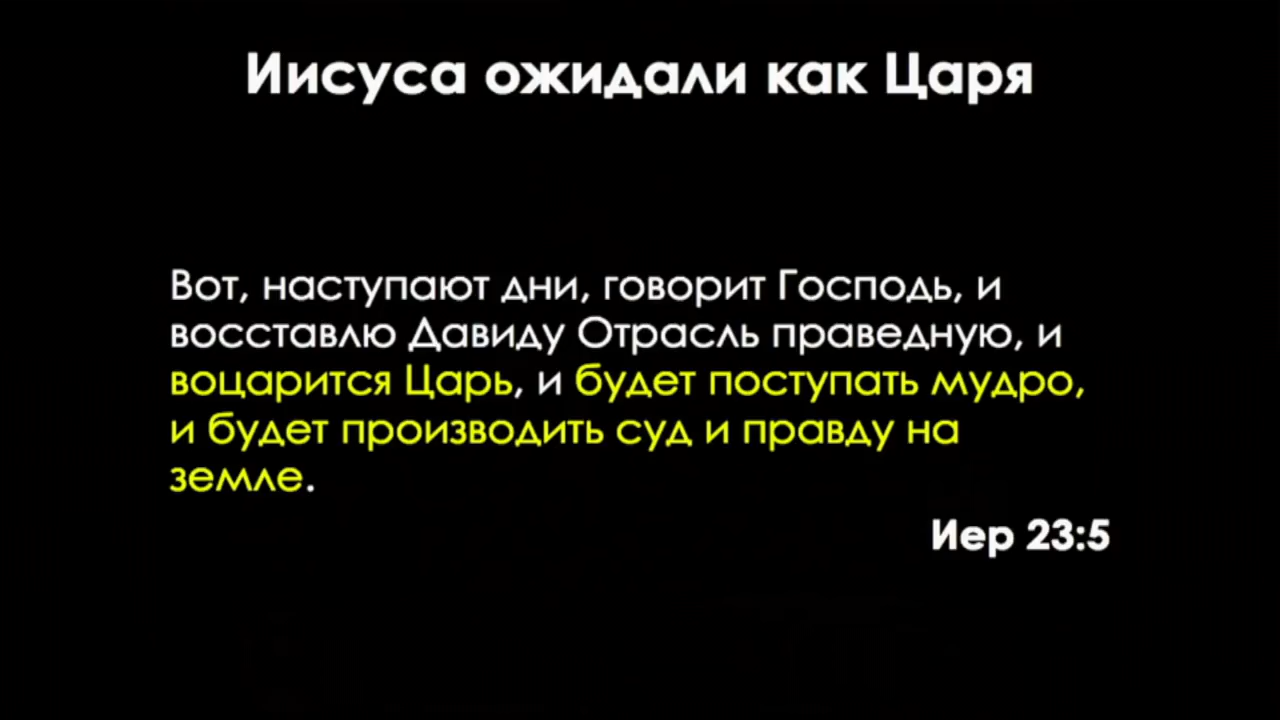 Иисуса ожидали как Царя
Вот, наступают дни, говорит Господь, и
восставлю Давиду Отрасль праведную, и
воцарится Царь, и будет поступать мудро,
и будет производить суд и правду на
земле.
Иер 23:5